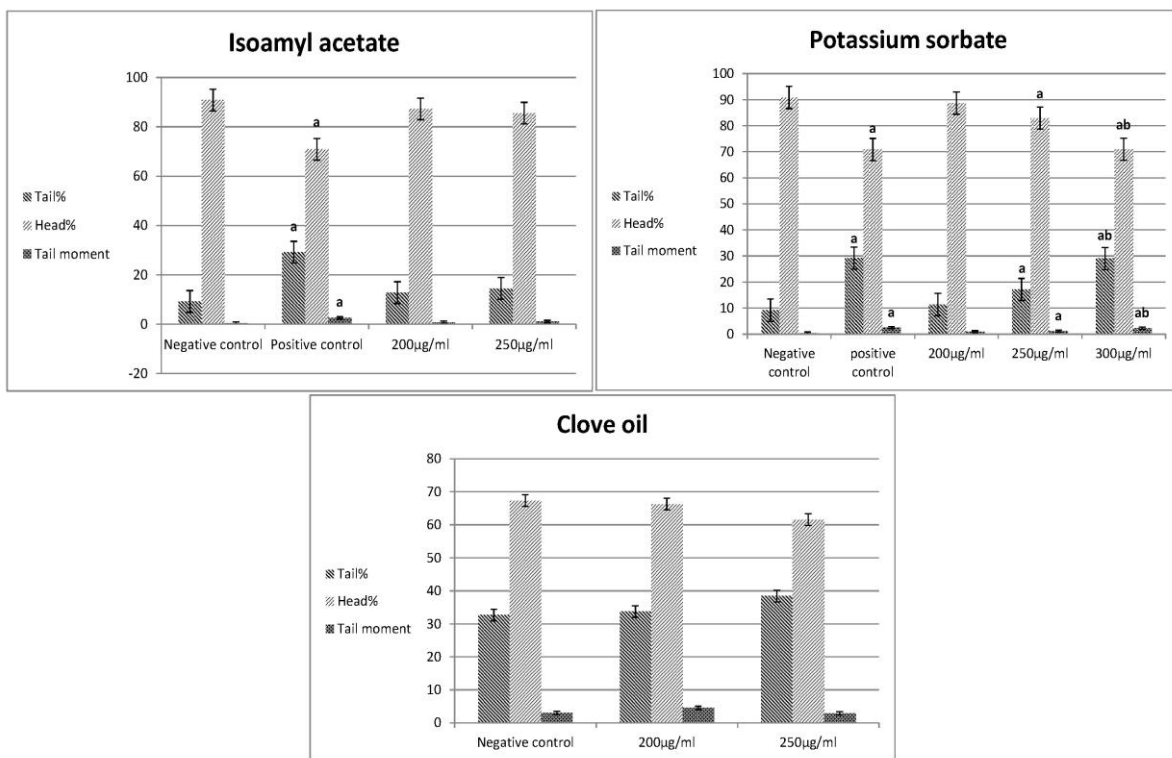 Isoamyl acetate
100
80
60
40
20
0
-20
Tail%
Head%
Tail moment
a
a
a
Negative control Positive control 200µg/ml 250µg/ml
Potassium sorbate
100
90
80
70
60
50
40
30
20
10
0
Tail%
Head%
Tail moment
a
a
a
a
a
a
ab
ab
ab
Negative control
positive control
200µg/ml
250µg/ml
300µg/ml
Clove oil
80
70
60
50
40
30
20
10
0
Tail%
Head%
Tail moment
Negative control 200µg/ml 250µg/ml